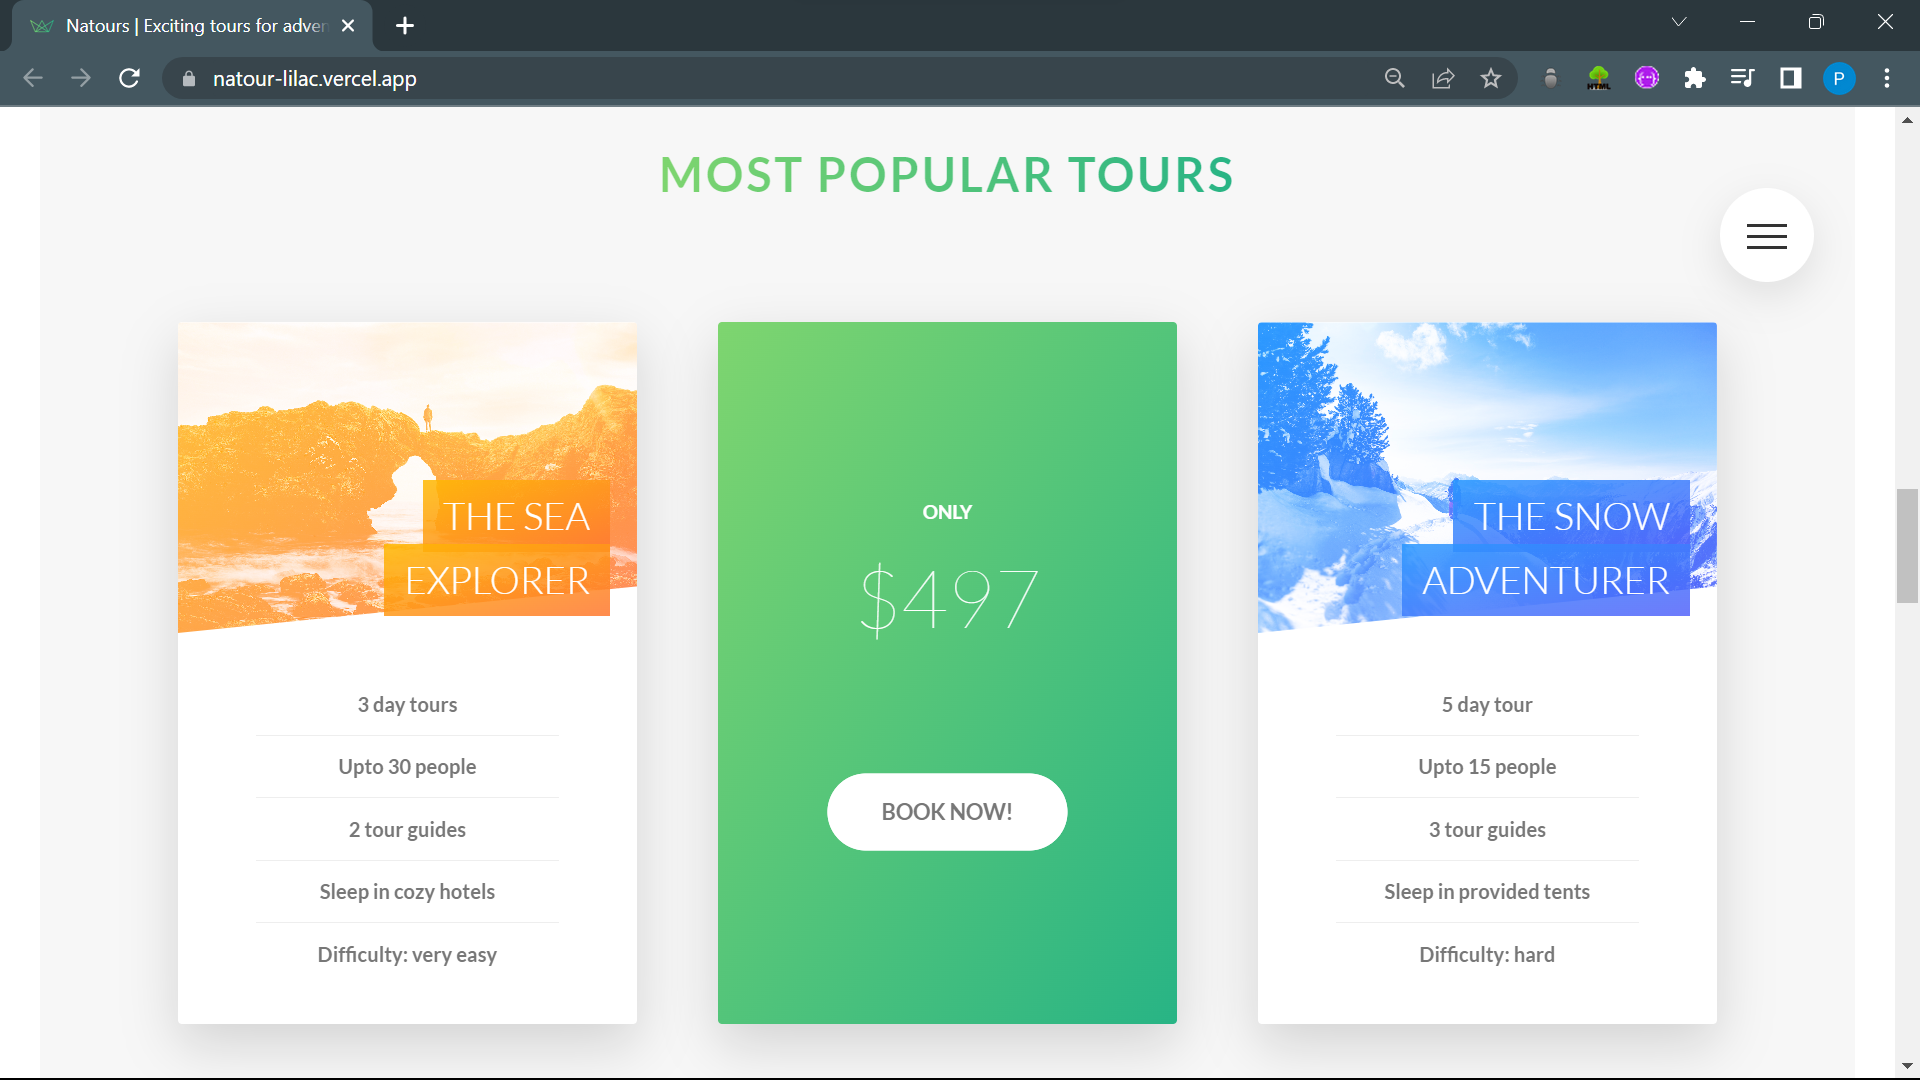 Natours | Exciting tours for adven
natour-lilac.vercel.app
HTML
P
MOST POPULAR TOURS
THE SEA
EXPLORER
3 day tours
Upto 30 people
2 tour guides
Sleep in cozy hotels
Difficulty: very easy
ONLY
$497
BOOK NOW!
THE SNOW
ADVENTURER
5 day tour
Upto 15 people
3 tour guides
Sleep in provided tents
Difficulty: hard